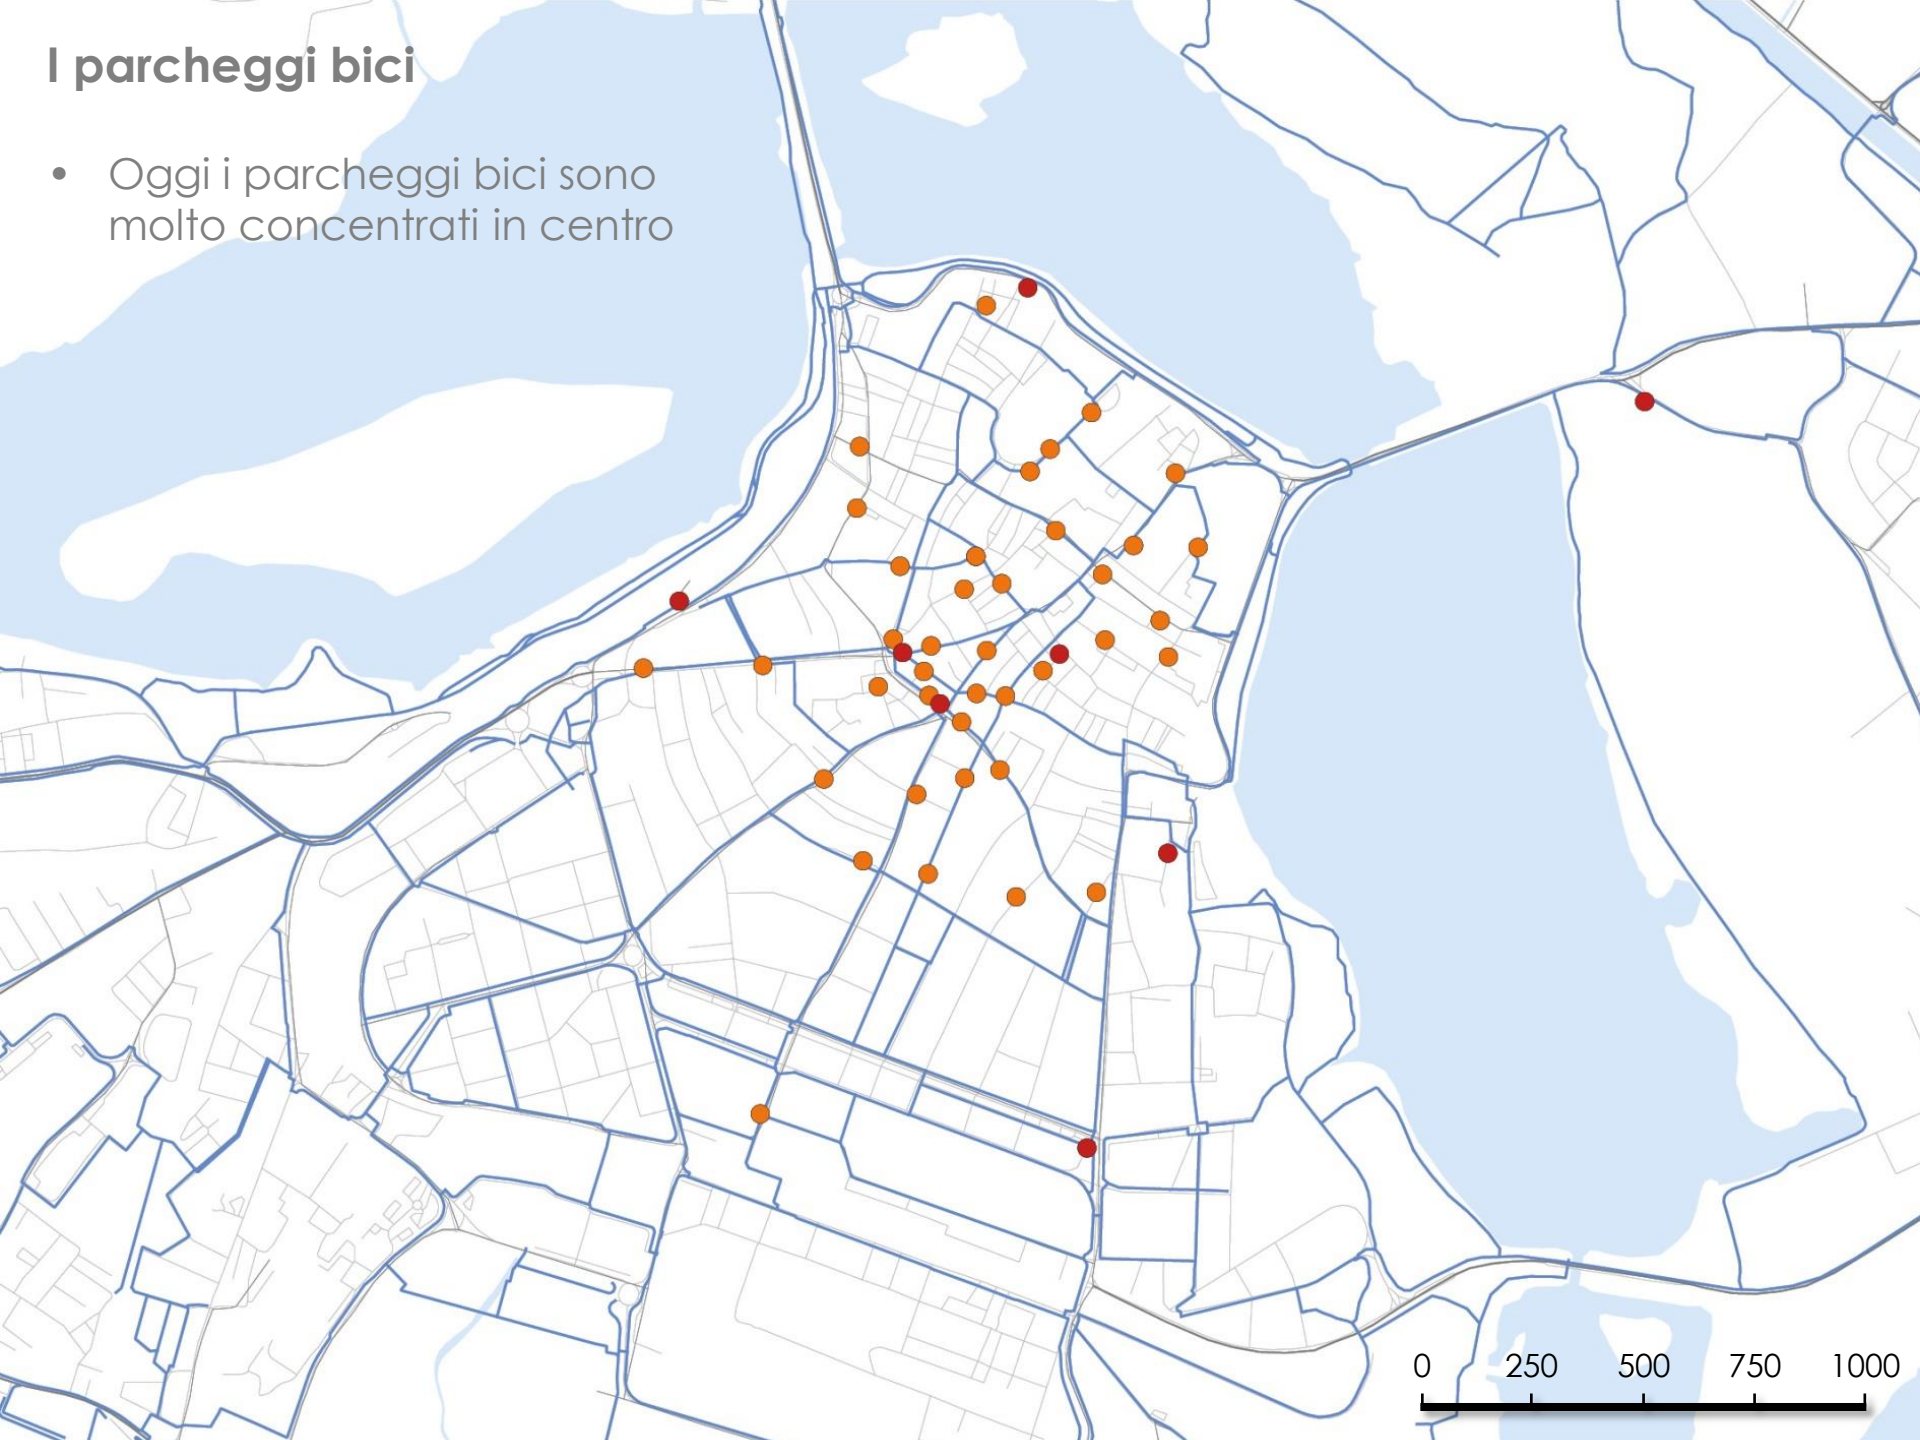 I parcheggi bici
• Oggi i parcheggi bici sono
molto concentrati in centro
0 250 500 750 1000